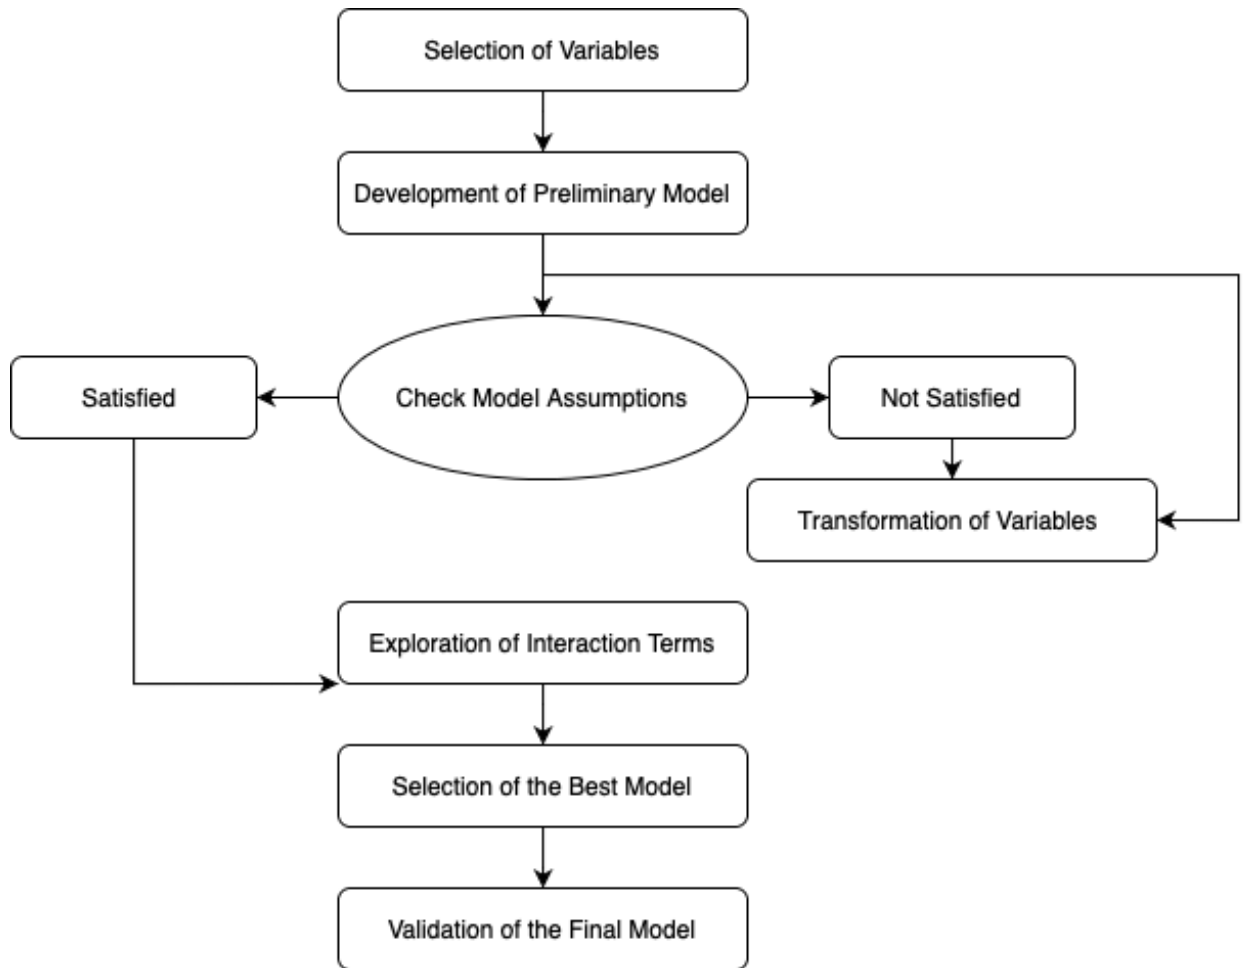 Selection of Variables
Development of Preliminary Model
Satisfied
Check Model Assumptions
Not Satisfied
Transformation of Variables
Exploration of Interaction Terms
Selection of the Best Model
Validation of the Final Model